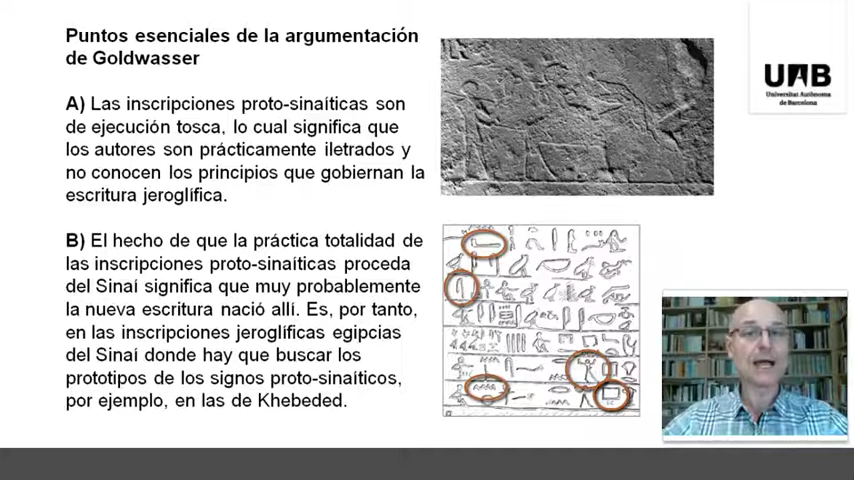 Puntos esenciales de la argumentación
de Goldwasser
A) Las inscripciones proto-sinaíticas son
de ejecución tosca, lo cual significa que
los autores son prácticamente iletrados y
no conocen los principios que gobiernan la
escritura jeroglífica.
B) El hecho de que la práctica totalidad de
las inscripciones proto-sinaíticas proceda
del Sinaí significa que muy probablemente
la nueva escritura nació allí. Es, por tanto,
en las inscripciones jeroglíficas egipcias
del Sinaí donde hay que buscar los
prototipos de los signos proto-sinaíticos,
por ejemplo, en las de Khebeded.
UAB
Universitat Autònoma
de Barcelona